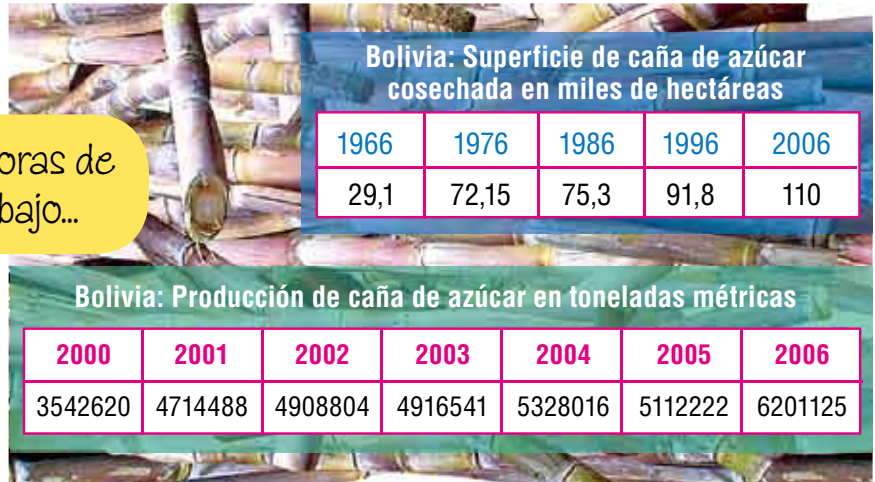 Bolivia: Superficie de caña de azúcar
cosechada en miles de hectáreas
1966 1976 1986 1996 2006
29,1 72,15 75,3 91,8 110
oras de
bajo...
Bolivia: Producción de caña de azúcar en toneladas métricas
2000 2001 2002 2003 2004 2005 2006
3542620 4714488 4908804 4916541 5328016 5112222 6201125